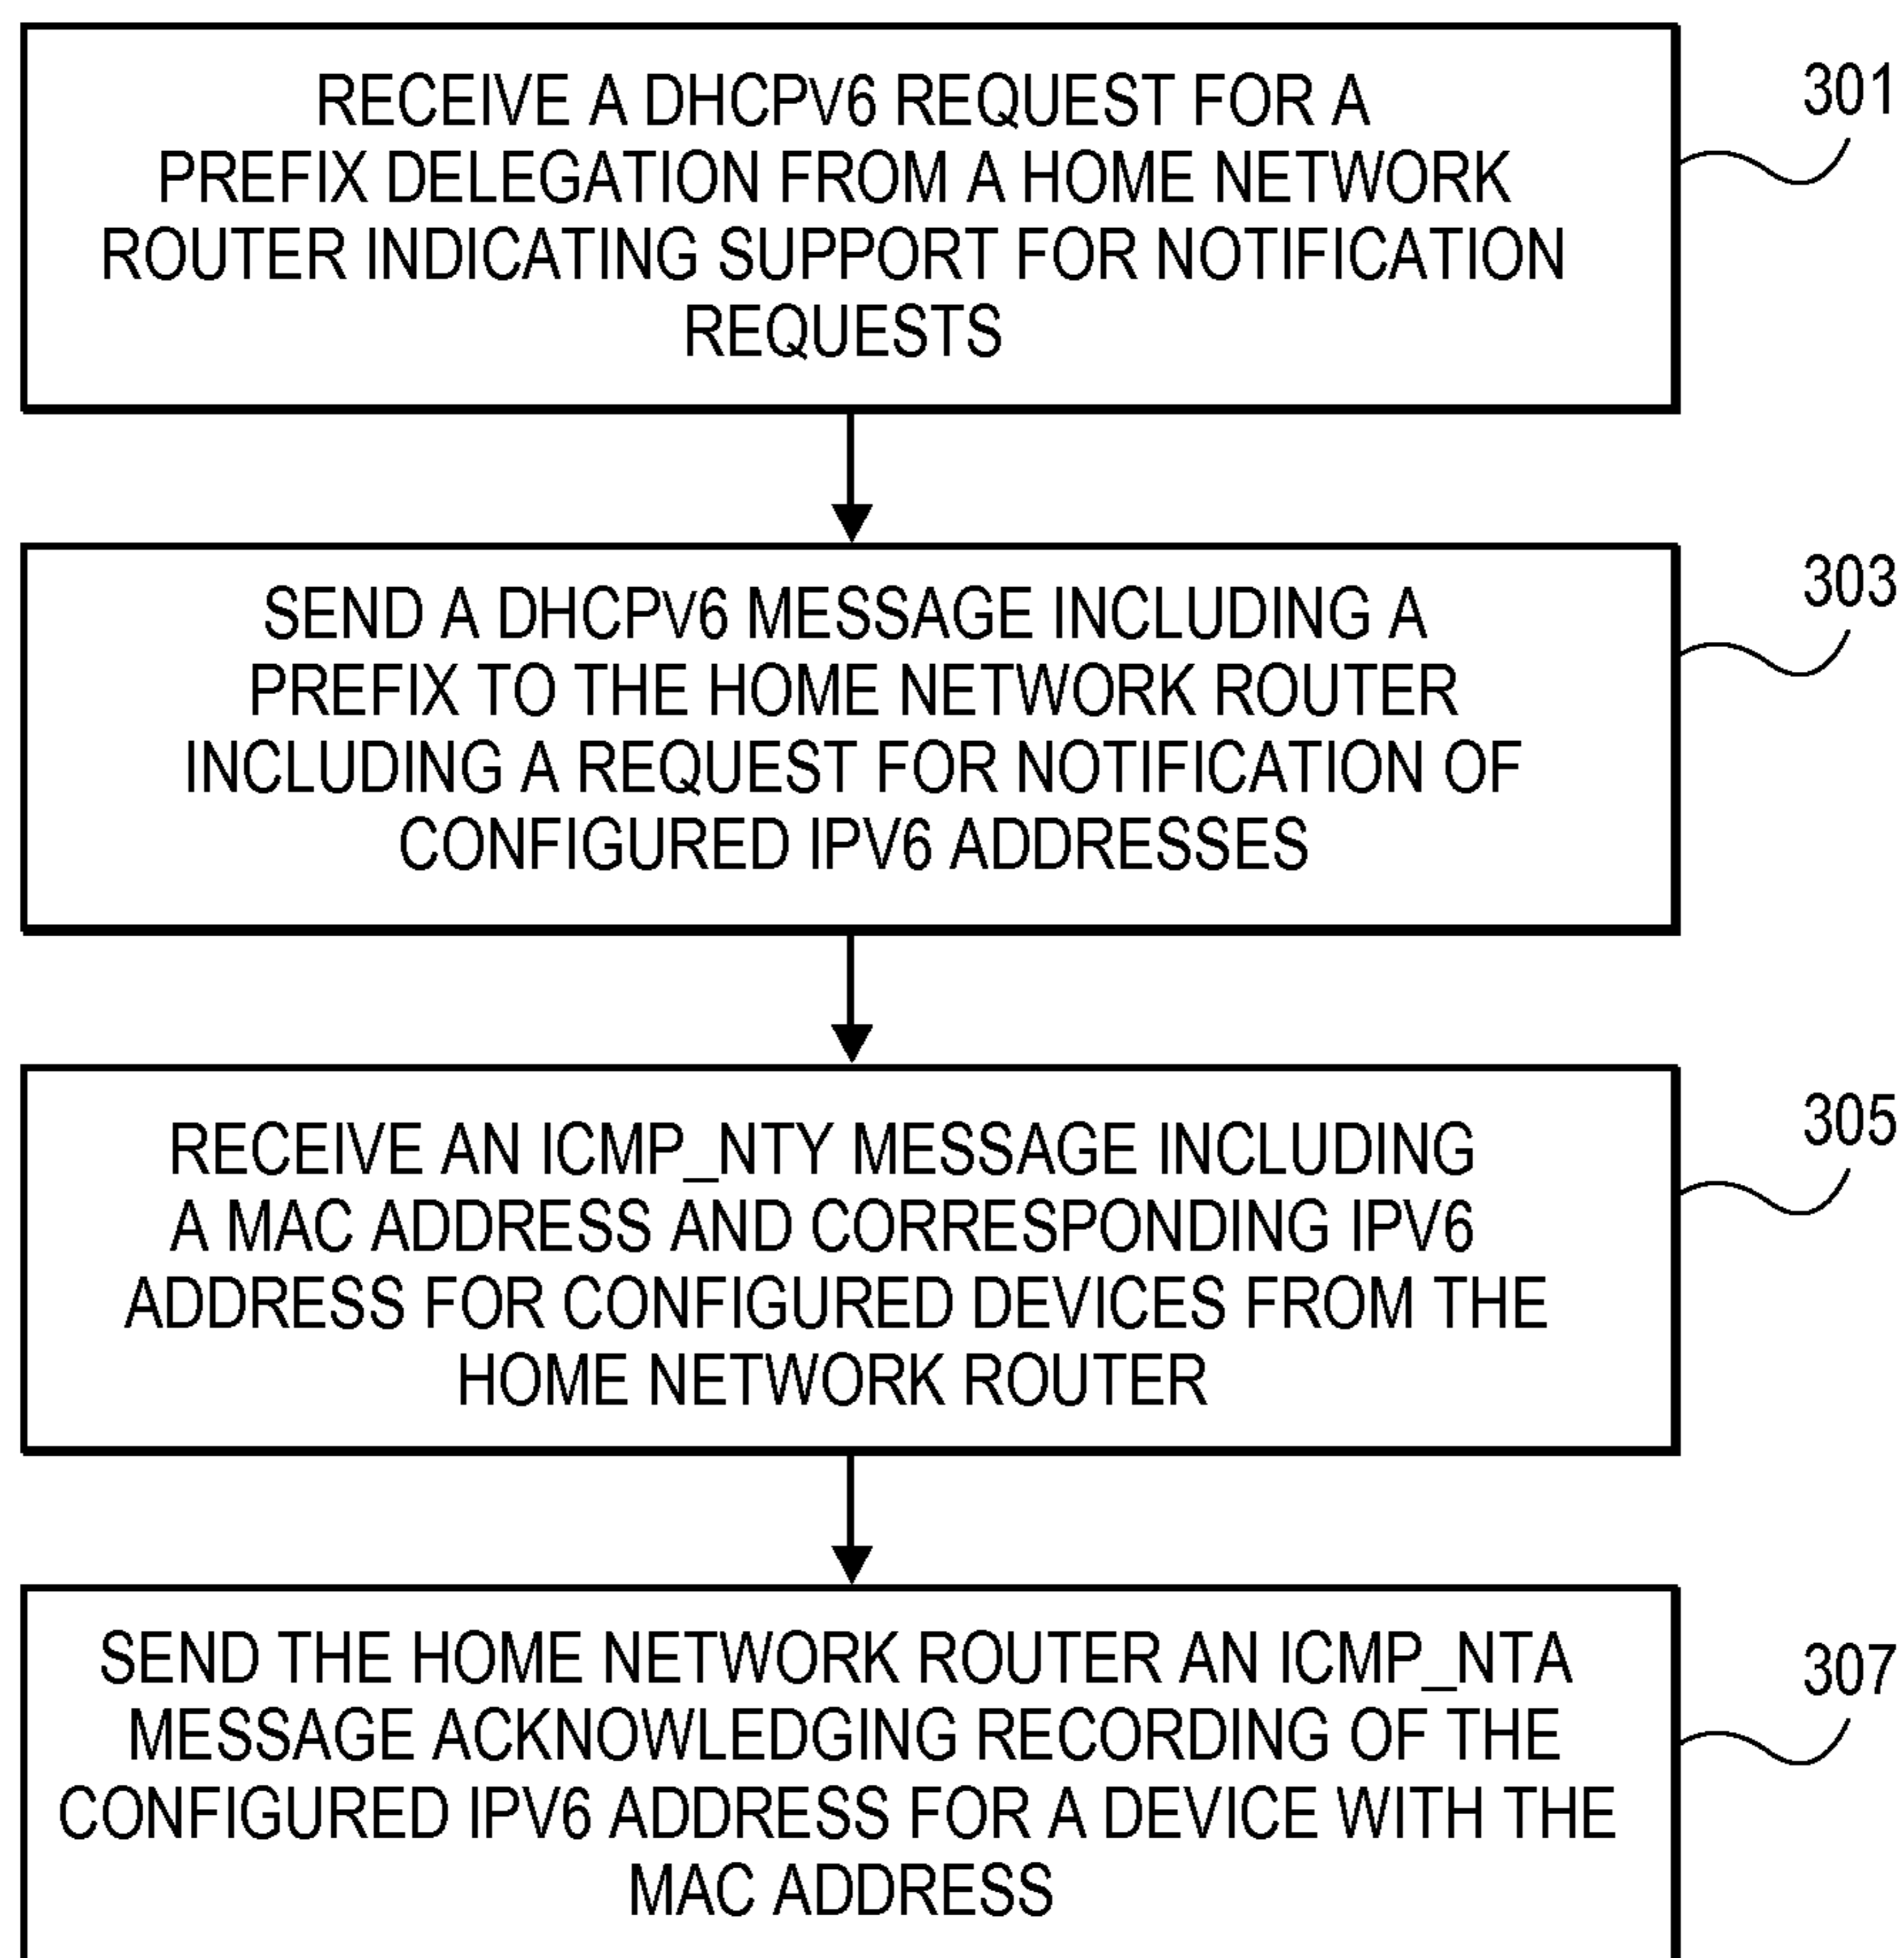 RECEIVE A DHCPV6 REQUEST FOR A
PREFIX DELEGATION FROM A HOME NETWORK
ROUTER INDICATING SUPPORT FOR NOTIFICATION
REQUESTS
301
SEND A DHCPV6 MESSAGE INCLUDING A
PREFIX TO THE HOME NETWORK ROUTER
INCLUDING A REQUEST FOR NOTIFICATION OF
CONFIGURED IPV6 ADDRESSES
303
RECEIVE AN ICMP_NTY MESSAGE INCLUDING
A MAC ADDRESS AND CORRESPONDING IPV6
ADDRESS FOR CONFIGURED DEVICES FROM THE
HOME NETWORK ROUTER
305
SEND THE HOME NETWORK ROUTER AN ICMP_NTA
MESSAGE ACKNOWLEDGING RECORDING OF THE
CONFIGURED IPV6 ADDRESS FOR A DEVICE WITH THE
MAC ADDRESS
307